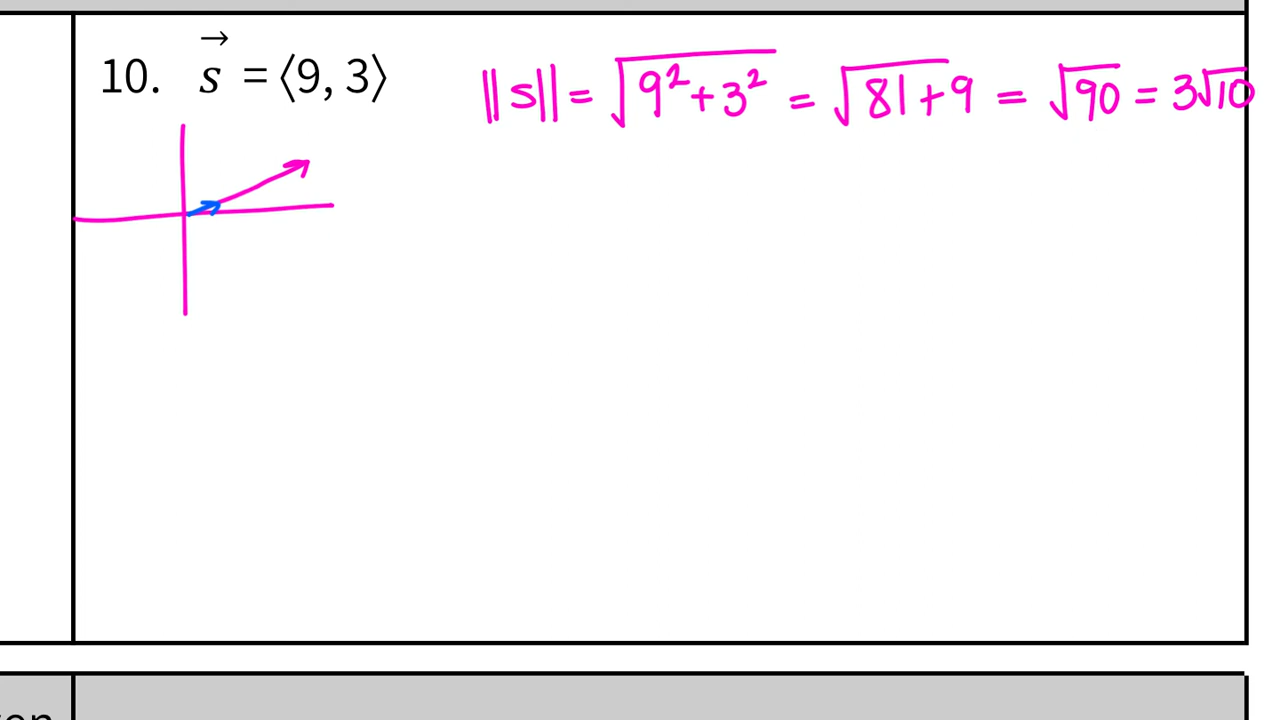 10. s⃗ = ⟨9, 3⟩ ||s|| = √(9²+3²) = √(81+9) = √90 = 3√10